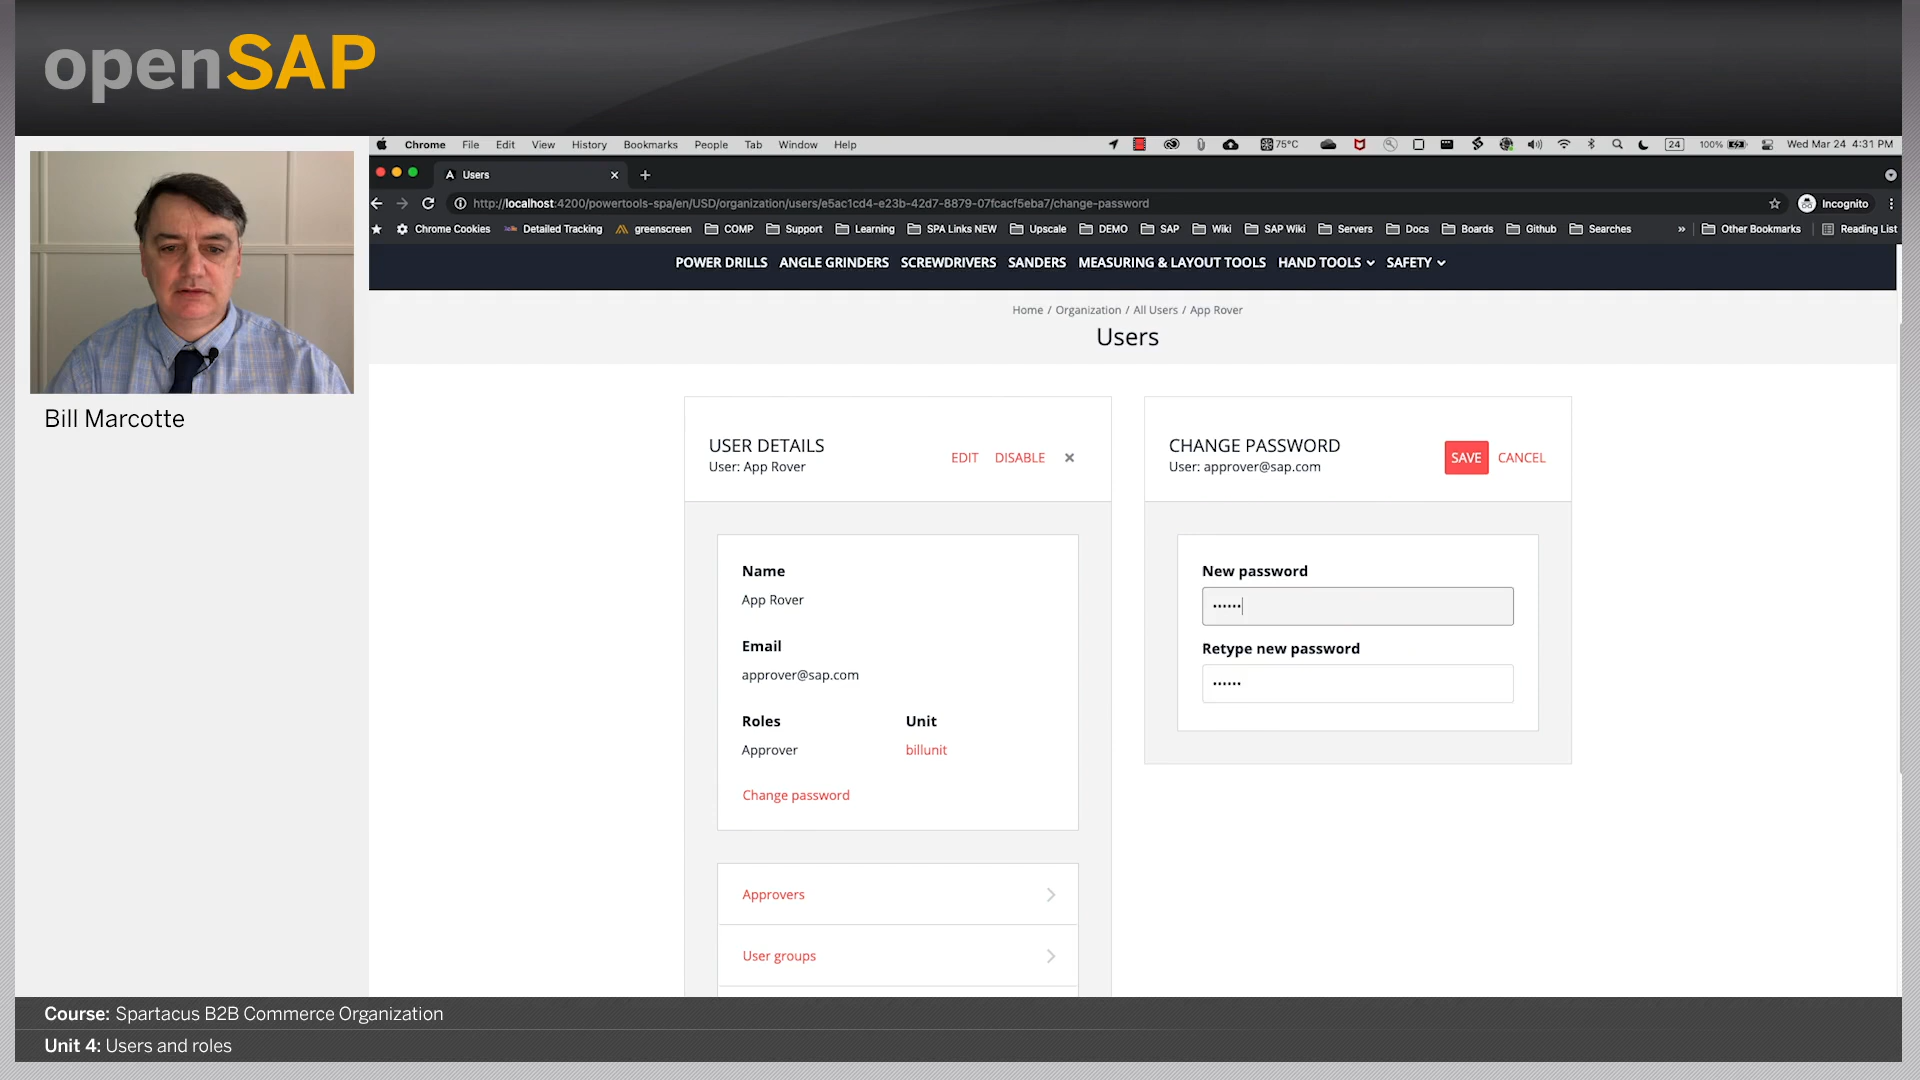 openSAP
Chrome File Edit View History Bookmarks People Tab Window Help 75°C 24 100% Wed Mar 24 4:31 PM
Users
http://localhost:4200/powertools-spa/en/USD/organization/users/e5ac1cd4-e23b-42d7-8879-07fcacf5eba7/change-password Incognito
Chrome Cookies Detailed Tracking greenscreen COMP Support Learning SPA Links NEW Upscale DEMO SAP Wiki SAP Wiki Servers Docs Boards Github Searches » Other Bookmarks Reading List
POWER DRILLS ANGLE GRINDERS SCREWDRIVERS SANDERS MEASURING & LAYOUT TOOLS HAND TOOLS SAFETY
Home / Organization / All Users / App Rover
Users
Bill Marcotte
USER DETAILS
User: App Rover
EDIT DISABLE
Name
App Rover
Email
approver@sap.com
Roles Unit
Approver billunit
Change password
Approvers
User groups
CHANGE PASSWORD
User: approver@sap.com
SAVE CANCEL
New password
••••••
Retype new password
••••••
Course: Spartacus B2B Commerce Organization
Unit 4: Users and roles